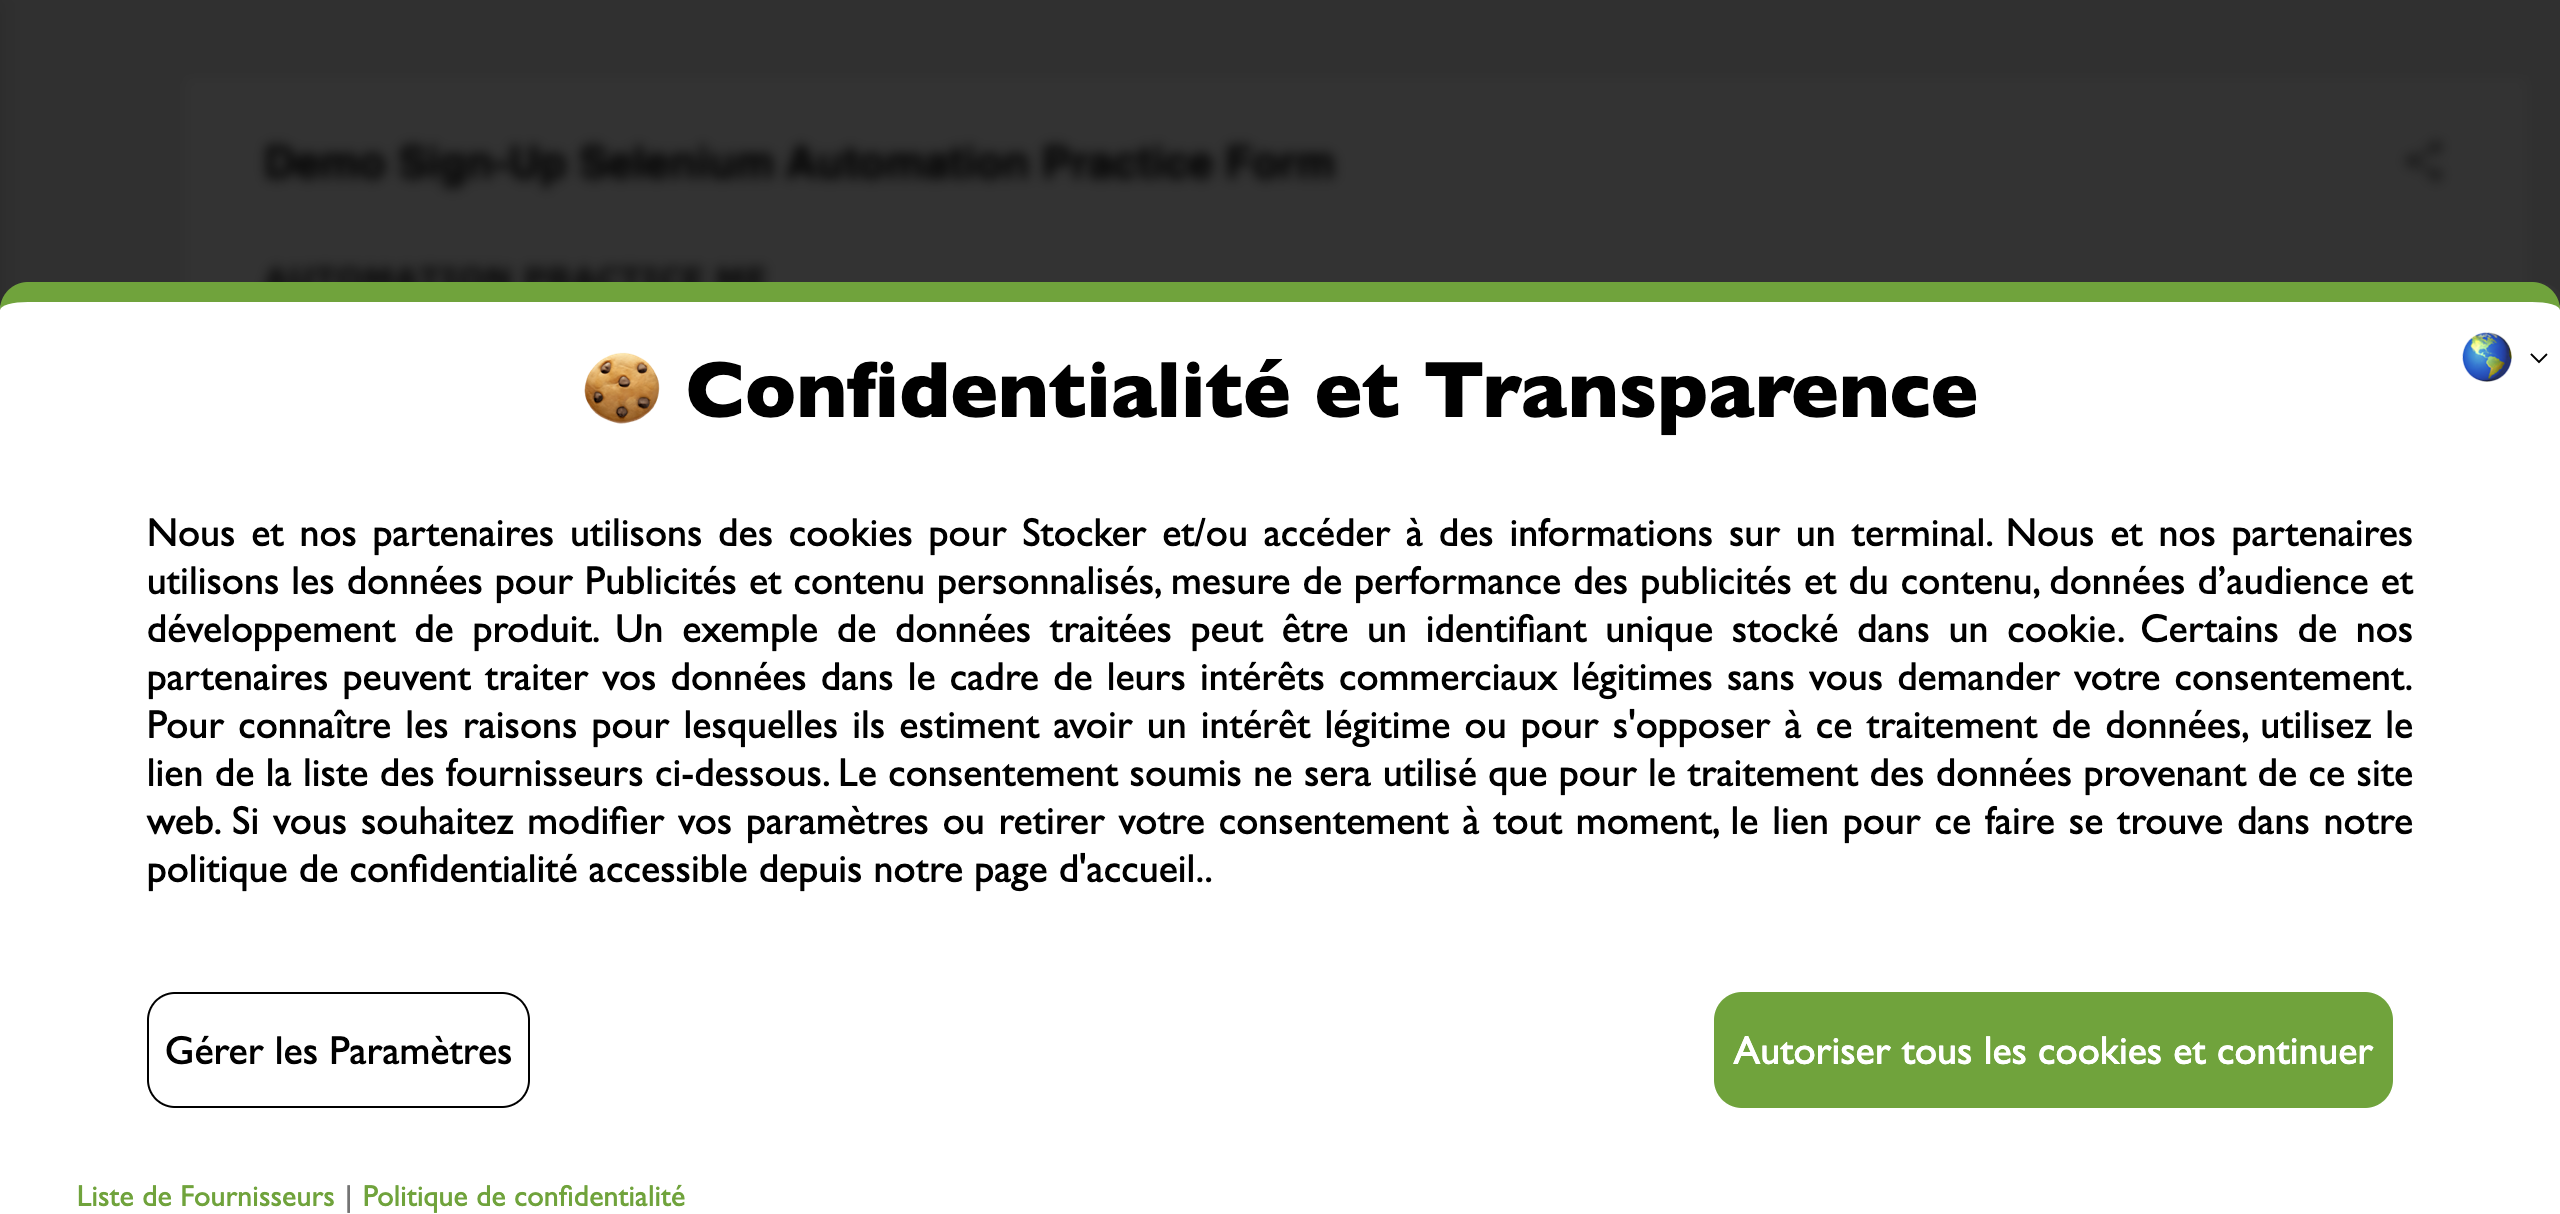 Demo Sign-Up Selenium Automation Practice Form
AUTOMATION PRACTICE ME
Confidentialité et Transparence
Nous et nos partenaires utilisons des cookies pour Stocker et/ou accéder à des informations sur un terminal. Nous et nos partenaires
utilisons les données pour Publicités et contenu personnalisés, mesure de performance des publicités et du contenu, données d’audience et
développement de produit. Un exemple de données traitées peut être un identifiant unique stocké dans un cookie. Certains de nos
partenaires peuvent traiter vos données dans le cadre de leurs intérêts commerciaux légitimes sans vous demander votre consentement.
Pour connaître les raisons pour lesquelles ils estiment avoir un intérêt légitime ou pour s'opposer à ce traitement de données, utilisez le
lien de la liste des fournisseurs ci-dessous. Le consentement soumis ne sera utilisé que pour le traitement des données provenant de ce site
web. Si vous souhaitez modifier vos paramètres ou retirer votre consentement à tout moment, le lien pour ce faire se trouve dans notre
politique de confidentialité accessible depuis notre page d'accueil..
Gérer les Paramètres
Autoriser tous les cookies et continuer
Liste de Fournisseurs | Politique de confidentialité